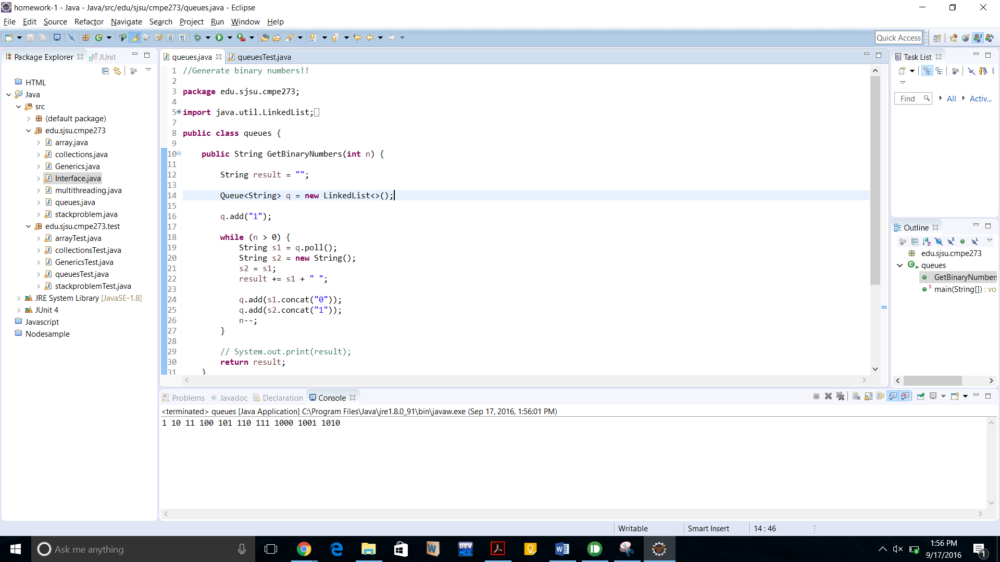 homework-1 - Java - Java/src/edu/sjsu/cmpe273/queues.java - Eclipse
File Edit Source Refactor Navigate Search Project Run Window Help
Quick Access
Package Explorer JUnit
HTML
Java
src
(default package)
edu.sjsu.cmpe273
array.java
collections.java
Generics.java
Interface.java
multithreading.java
queues.java
stackproblem.java
edu.sjsu.cmpe273.test
arrayTest.java
collectionsTest.java
GenericsTest.java
queuesTest.java
stackproblemTest.java
JRE System Library [JavaSE-1.8]
JUnit 4
Javascript
Nodesample
queues.java queuesTest.java
1 //Generate binary numbers!!
2
3 package edu.sjsu.cmpe273;
4
5 import java.util.LinkedList;
7
8 public class queues {
9
10 public String GetBinaryNumbers(int n) {
11
12 String result = "";
13
14 Queue<String> q = new LinkedList<>();
15
16 q.add("1");
17
18 while (n > 0) {
19 String s1 = q.poll();
20 String s2 = new String();
21 s2 = s1;
22 result += s1 + " ";
23
24 q.add(s1.concat("0"));
25 q.add(s2.concat("1"));
26 n--;
27 }
28
29 // System.out.print(result);
30 return result;
31 }
Task List
Find All Activ...
Outline
edu.sjsu.cmpe273
queues
GetBinaryNumber
main(String[]) : vo
Problems @ Javadoc Declaration Console
<terminated> queues [Java Application] C:\Program Files\Java\jre1.8.0_91\bin\javaw.exe (Sep 17, 2016, 1:56:01 PM)
1 10 11 100 101 110 111 1000 1001 1010
Writable Smart Insert 14 : 46
Ask me anything
DEV
1:56 PM
9/17/2016
1